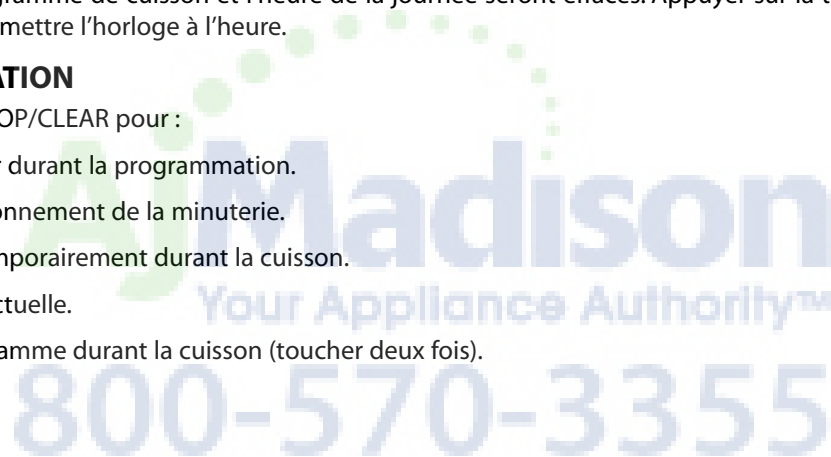 gramme de cuisson et l'heure de la journée seront effacés. Appuyer sur la t
mettre l'horloge à l'heure.
ATION
OP/CLEAR pour :
durant la programmation.
onnement de la minuterie.
mporairement durant la cuisson.
ctuelle.
amme durant la cuisson (toucher deux fois).
AjMadison
Your Appliance Authority™
800-570-3355